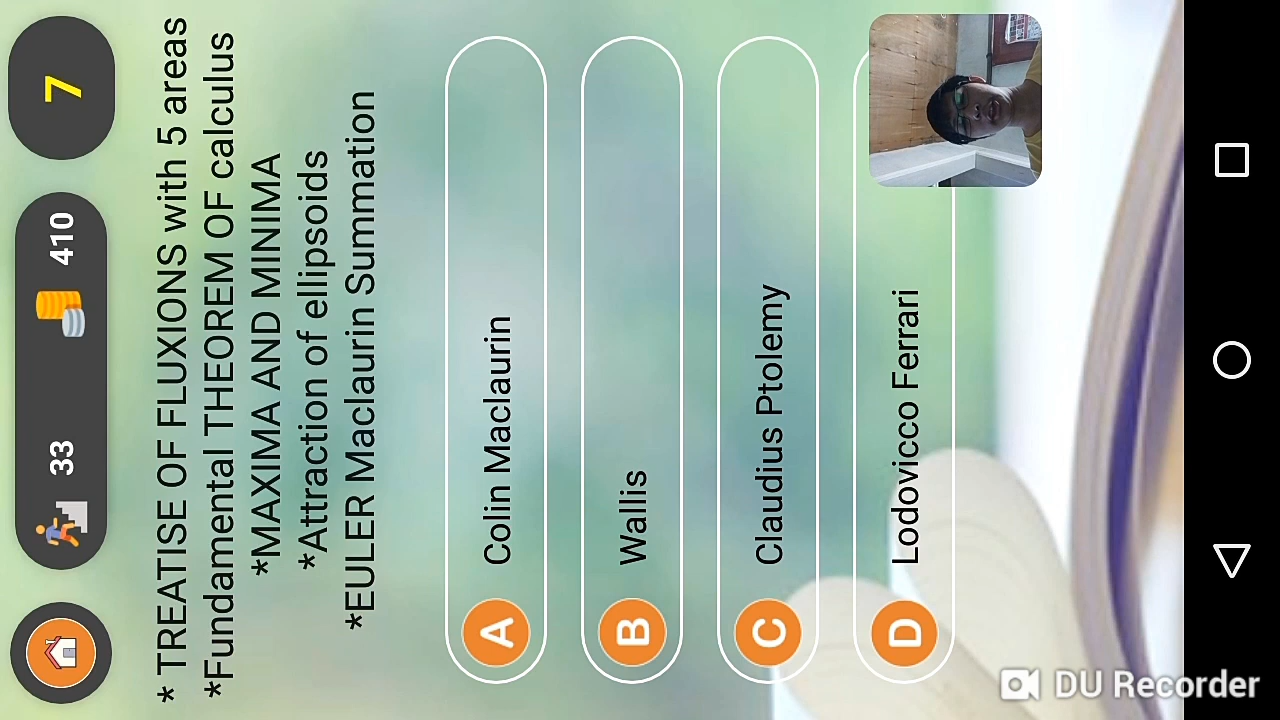 33 410 7
* TREATISE OF FLUXIONS with 5 areas
*Fundamental THEOREM OF calculus
*MAXIMA AND MINIMA
*Attraction of ellipsoids
*EULER Maclaurin Summation
A Colin Maclaurin
B Wallis
C Claudius Ptolemy
D Lodovicco Ferrari
DU Recorder